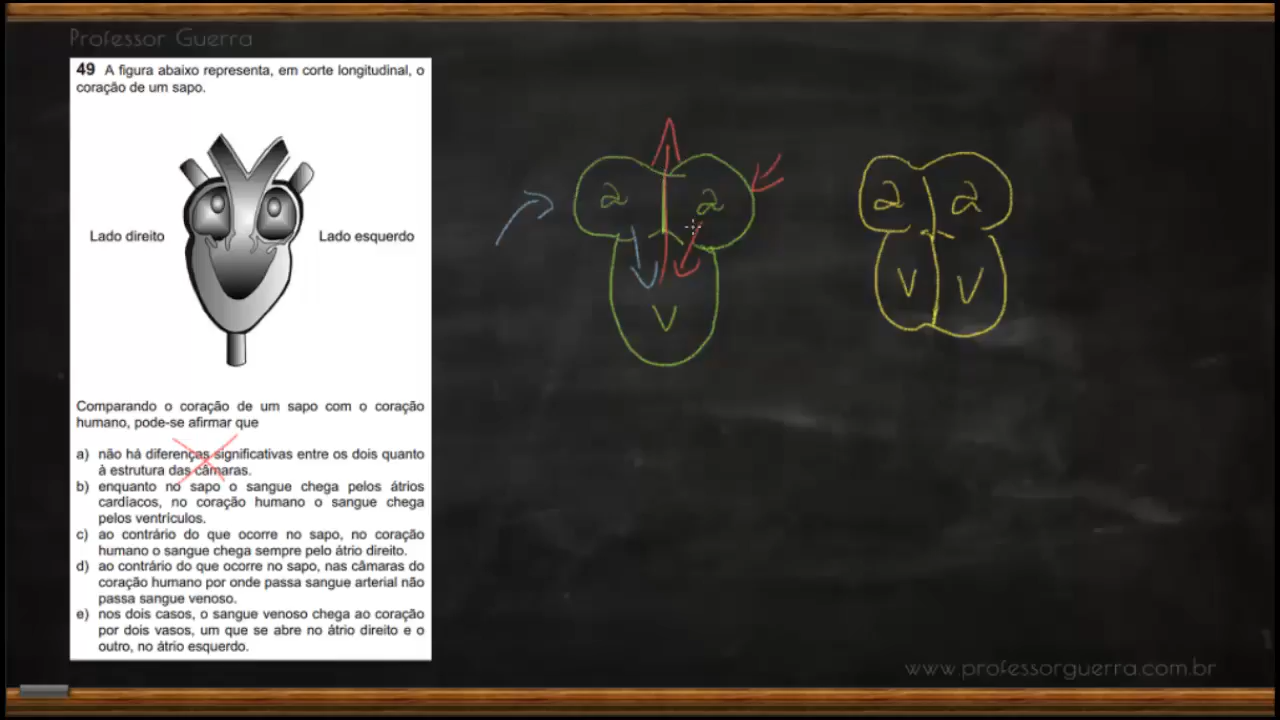 Professor Guerra
49 A figura abaixo representa, em corte longitudinal, o
coração de um sapo.
Lado direito
Lado esquerdo
Comparando o coração de um sapo com o coração
humano, pode-se afirmar que
a) não há diferenças significativas entre os dois quanto
à estrutura das câmaras.
b) enquanto no sapo o sangue chega pelos átrios
cardíacos, no coração humano o sangue chega
pelos ventrículos.
c) ao contrário do que ocorre no sapo, no coração
humano o sangue chega sempre pelo átrio direito.
d) ao contrário do que ocorre no sapo, nas câmaras do
coração humano por onde passa sangue arterial não
passa sangue venoso.
e) nos dois casos, o sangue venoso chega ao coração
por dois vasos, um que se abre no átrio direito e o
outro, no átrio esquerdo.
a a
V
a a
V V
www.professorguerra.com.br